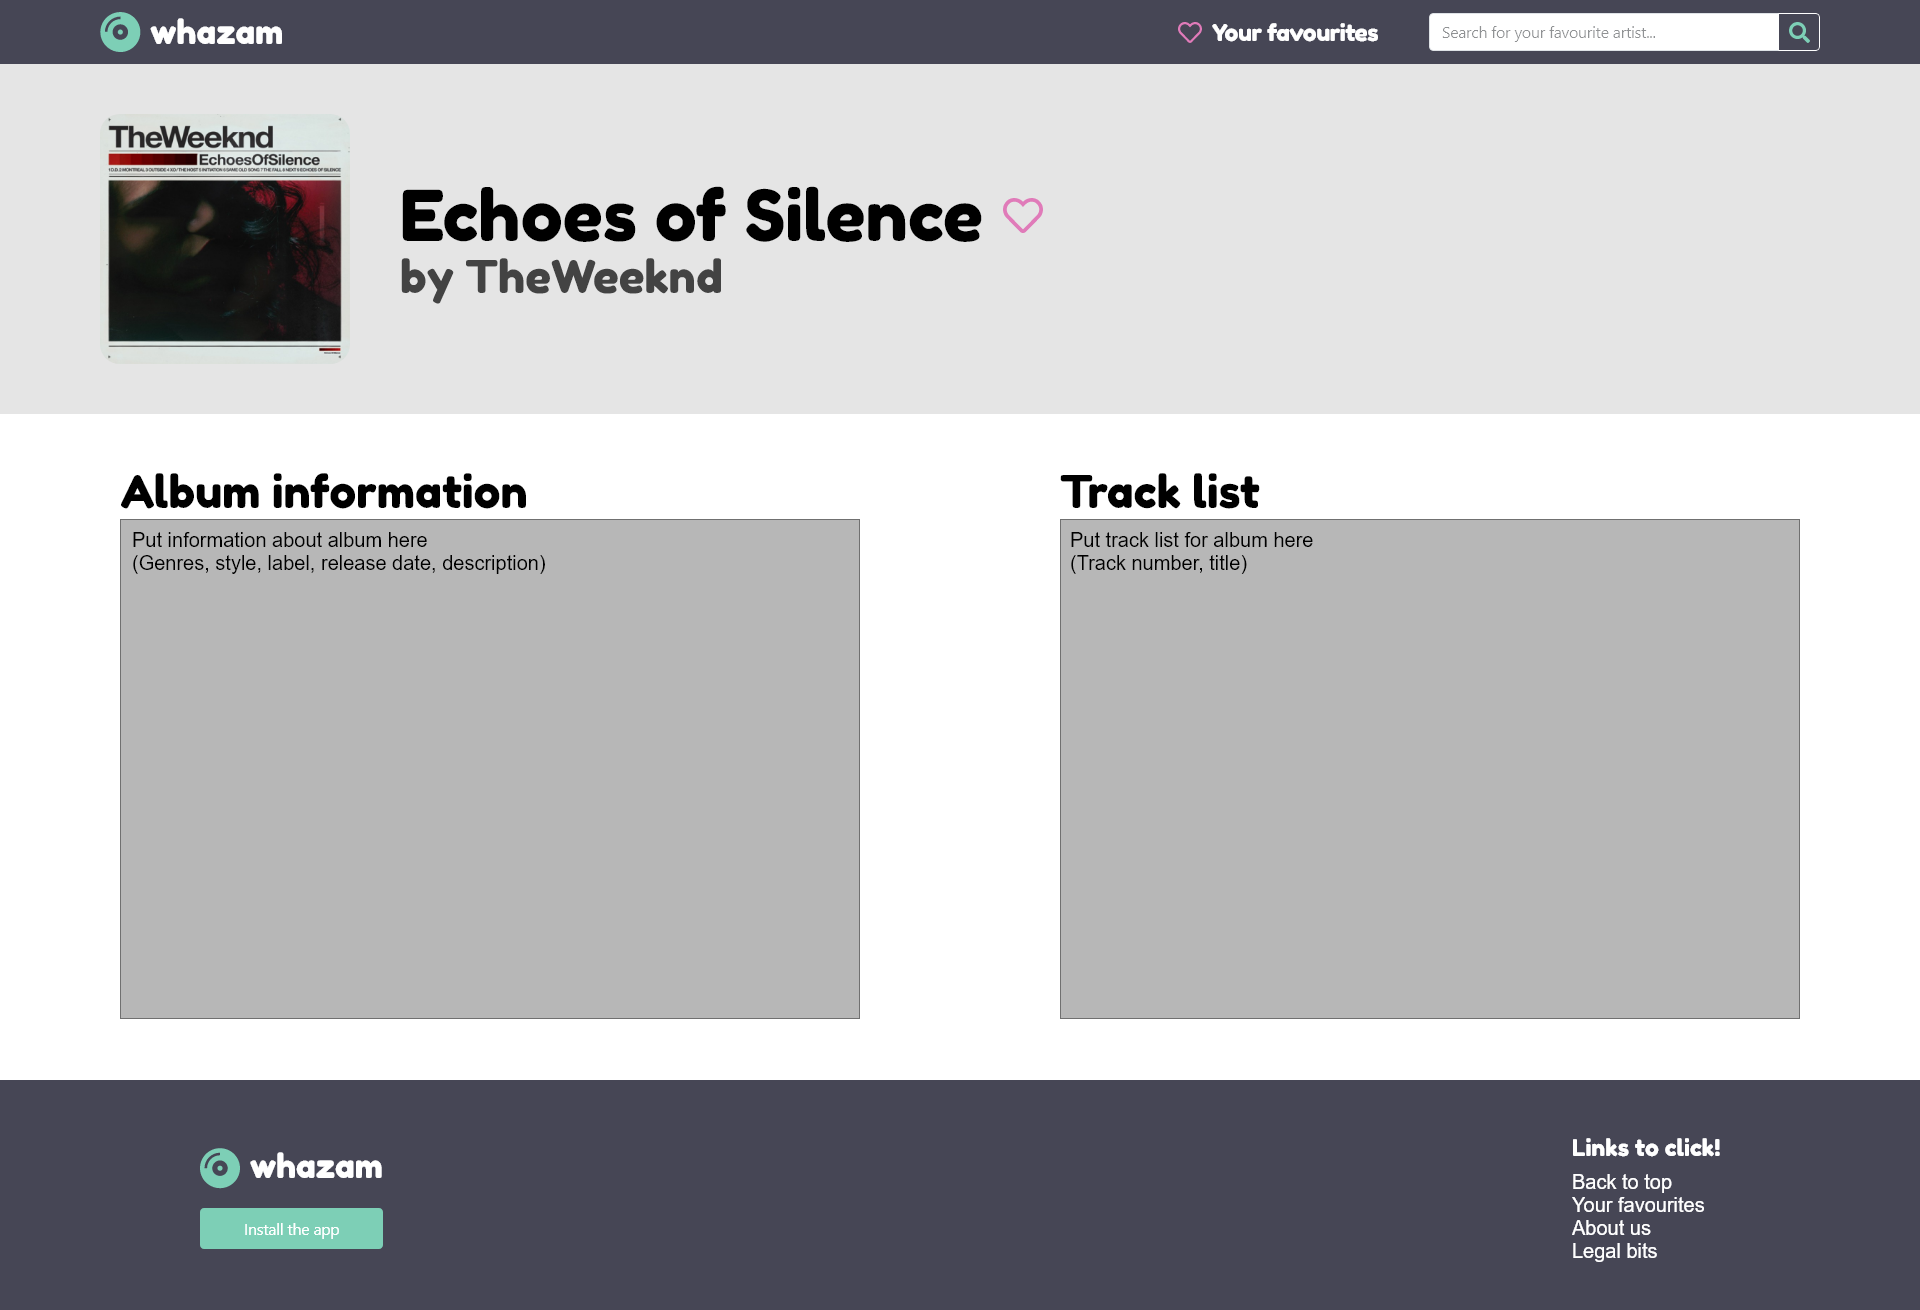 whazam
Your favourites
Search for your favourite artist...
TheWeeknd
EchoesOfSilence
Echoes of Silence
by TheWeeknd
Album information
Track list
Put information about album here
(Genres, style, label, release date, description)
Put track list for album here
(Track number, title)
whazam
Install the app
Links to click!
Back to top
Your favourites
About us
Legal bits